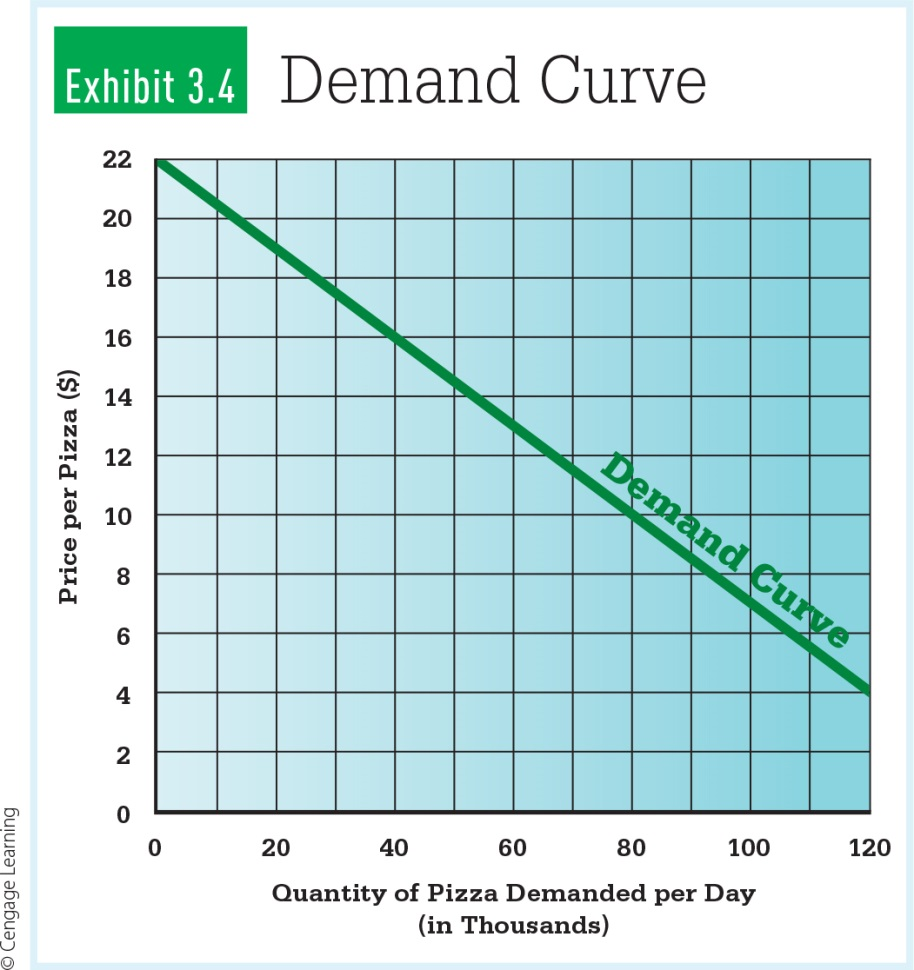 Exhibit 3.4
Demand Curve
22
20
18
16
14
12
10
8
6
4
2
0
Price per Pizza ($)
Demand Curve
0 20 40 60 80 100 120
Quantity of Pizza Demanded per Day
(in Thousands)
© Cengage Learning